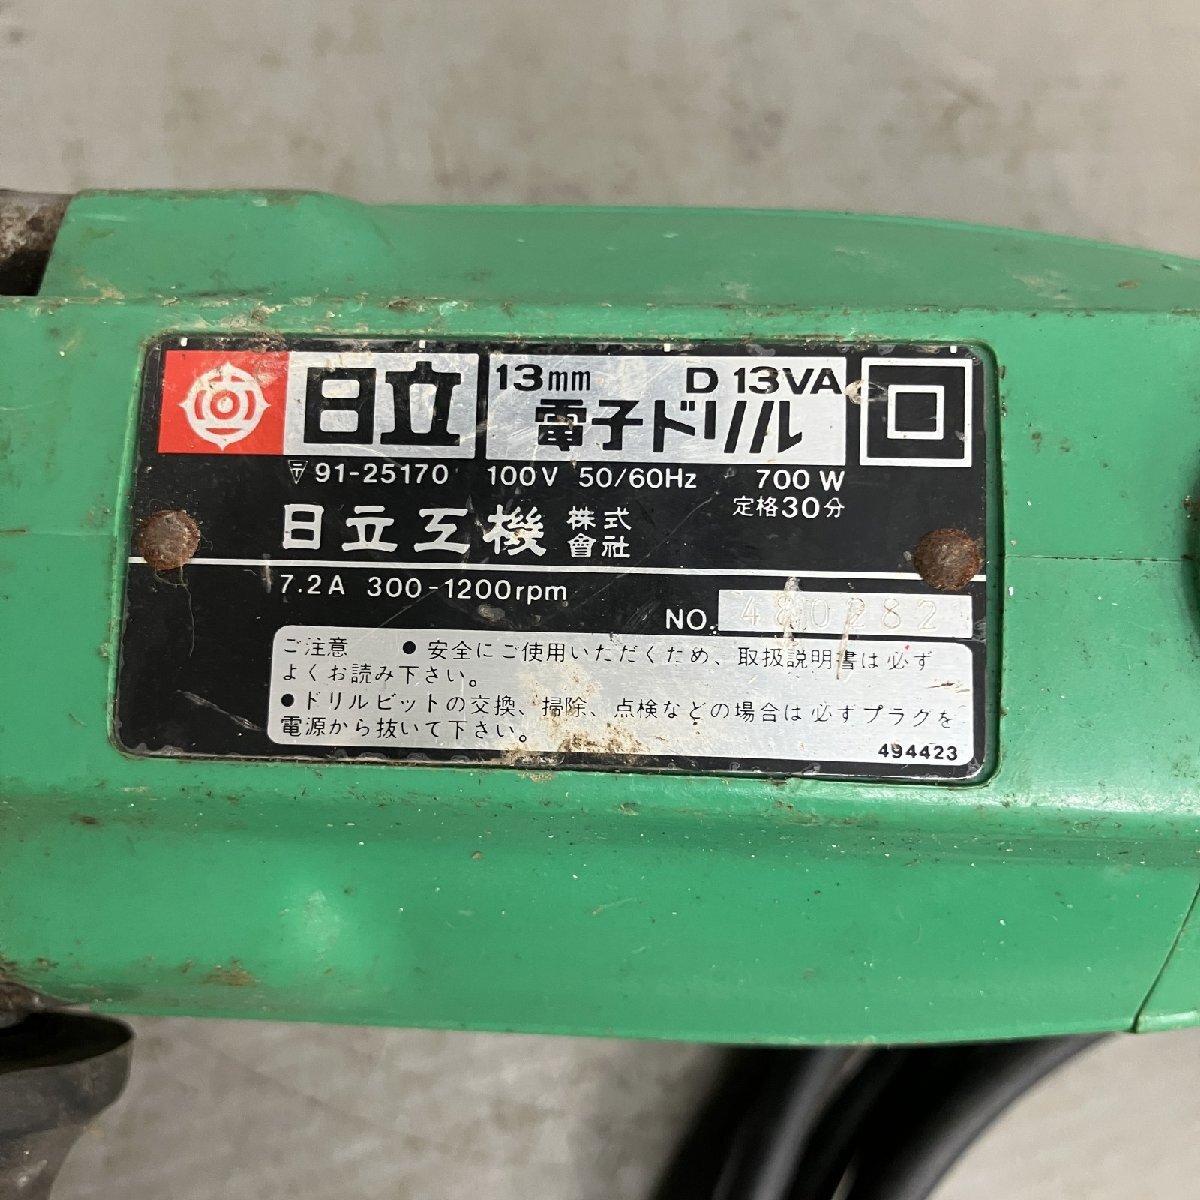 日立
13mm D 13VA
電子ドリル
〒 91-25170 100V 50/60Hz 700W
定格30分
日立工機 株式會社
7.2A 300-1200rpm
NO. 480282
ご注意 ●安全にご使用いただくため、取扱説明書は必ず
よくお読み下さい。
●ドリルビットの交換、掃除、点検などの場合は必ずプラグを
電源から抜いて下さい。
494423